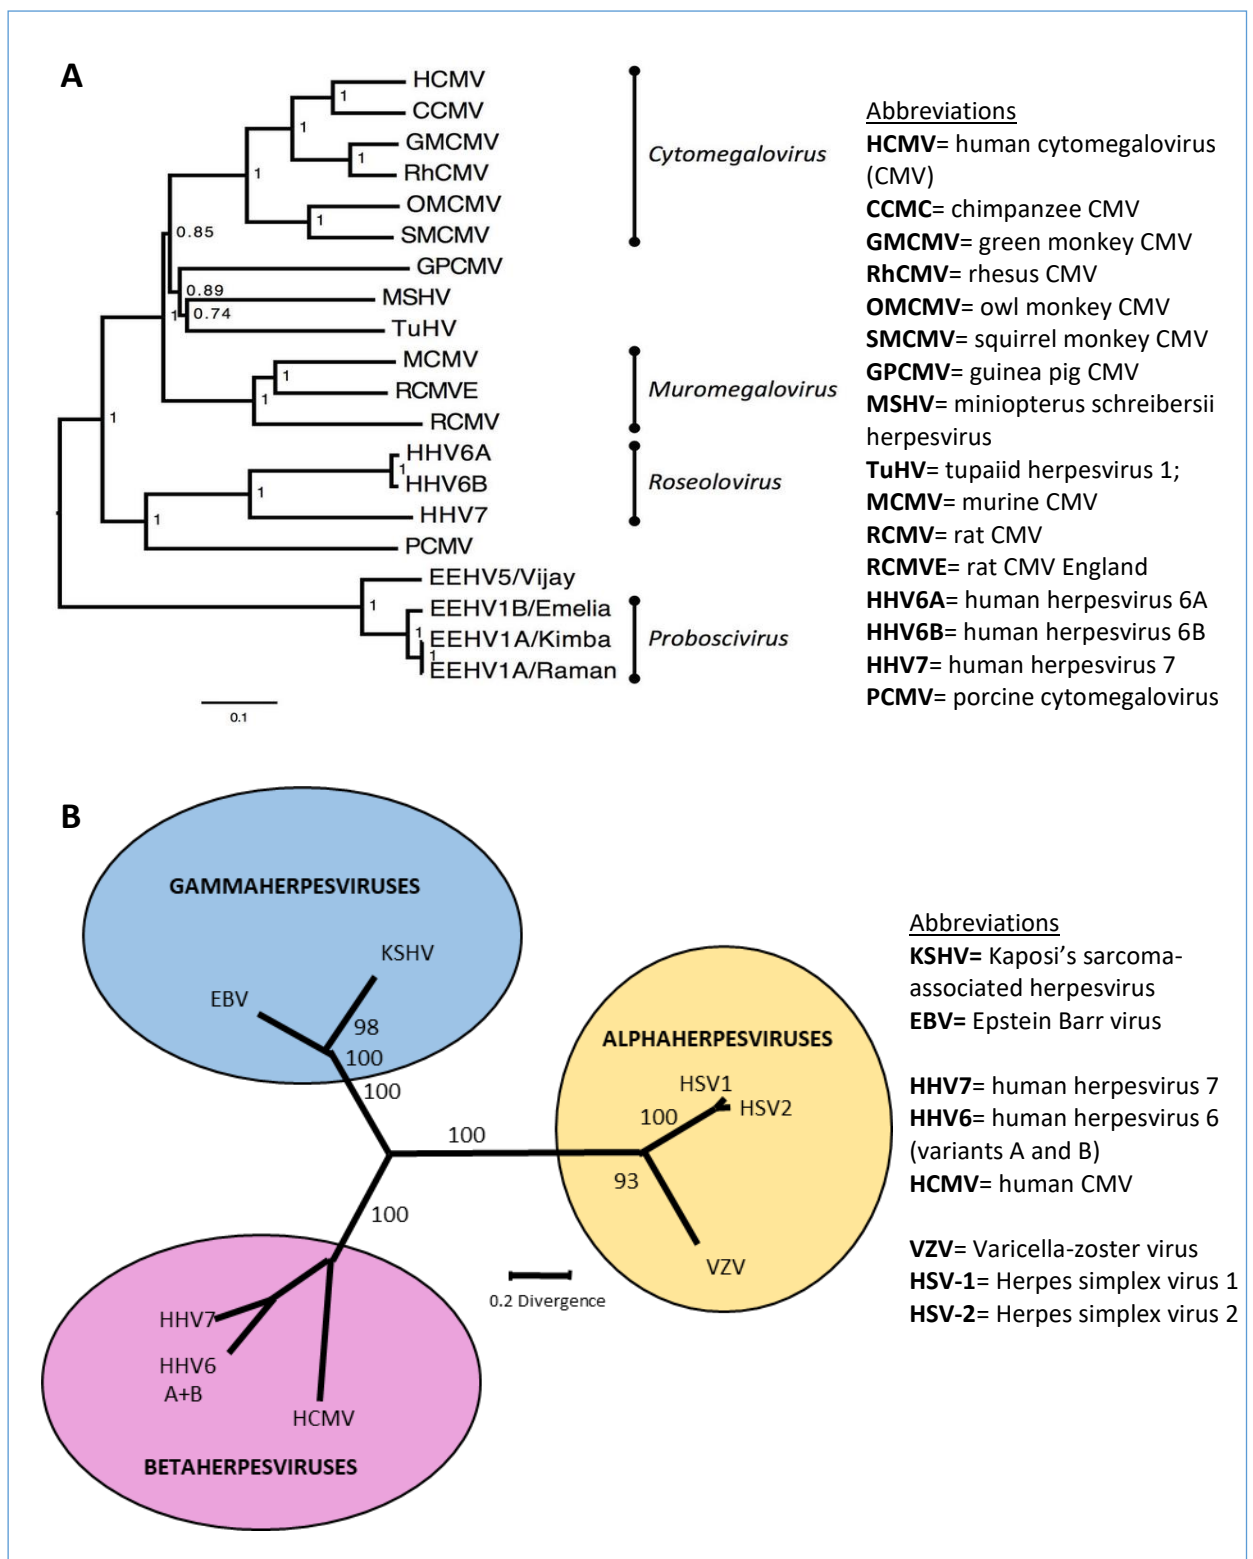 A
HCMV
CCMV
GMCMV
RhCMV
OMCMV
SMCMV
GPCMV
MSHV
TuHV
MCMV
RCMVE
RCMV
HHV6A
HHV6B
HHV7
PCMV
EEHV5/Vijay
EEHV1B/Emelia
EEHV1A/Kimba
EEHV1A/Raman
1
1
1
1
1
1
0.85
0.89
0.74
1
1
1
1
1
1
1
1
1
1
0.1
Cytomegalovirus
Muromegalovirus
Roseolovirus
Proboscivirus
Abbreviations
HCMV= human cytomegalovirus
(CMV)
CCMC= chimpanzee CMV
GMCMV= green monkey CMV
RhCMV= rhesus CMV
OMCMV= owl monkey CMV
SMCMV= squirrel monkey CMV
GPCMV= guinea pig CMV
MSHV= miniopterus schreibersii
herpesvirus
TuHV= tupaiid herpesvirus 1;
MCMV= murine CMV
RCMV= rat CMV
RCMVE= rat CMV England
HHV6A= human herpesvirus 6A
HHV6B= human herpesvirus 6B
HHV7= human herpesvirus 7
PCMV= porcine cytomegalovirus
B
GAMMAHERPESVIRUSES
KSHV
EBV
98
100
100
ALPHAHERPESVIRUSES
HSV1
HSV2
100
100
93
VZV
100
0.2 Divergence
HHV7
HHV6
A+B
HCMV
BETAHERPESVIRUSES
Abbreviations
KSHV= Kaposi’s sarcoma-
associated herpesvirus
EBV= Epstein Barr virus
HHV7= human herpesvirus 7
HHV6= human herpesvirus 6
(variants A and B)
HCMV= human CMV
VZV= Varicella-zoster virus
HSV-1= Herpes simplex virus 1
HSV-2= Herpes simplex virus 2